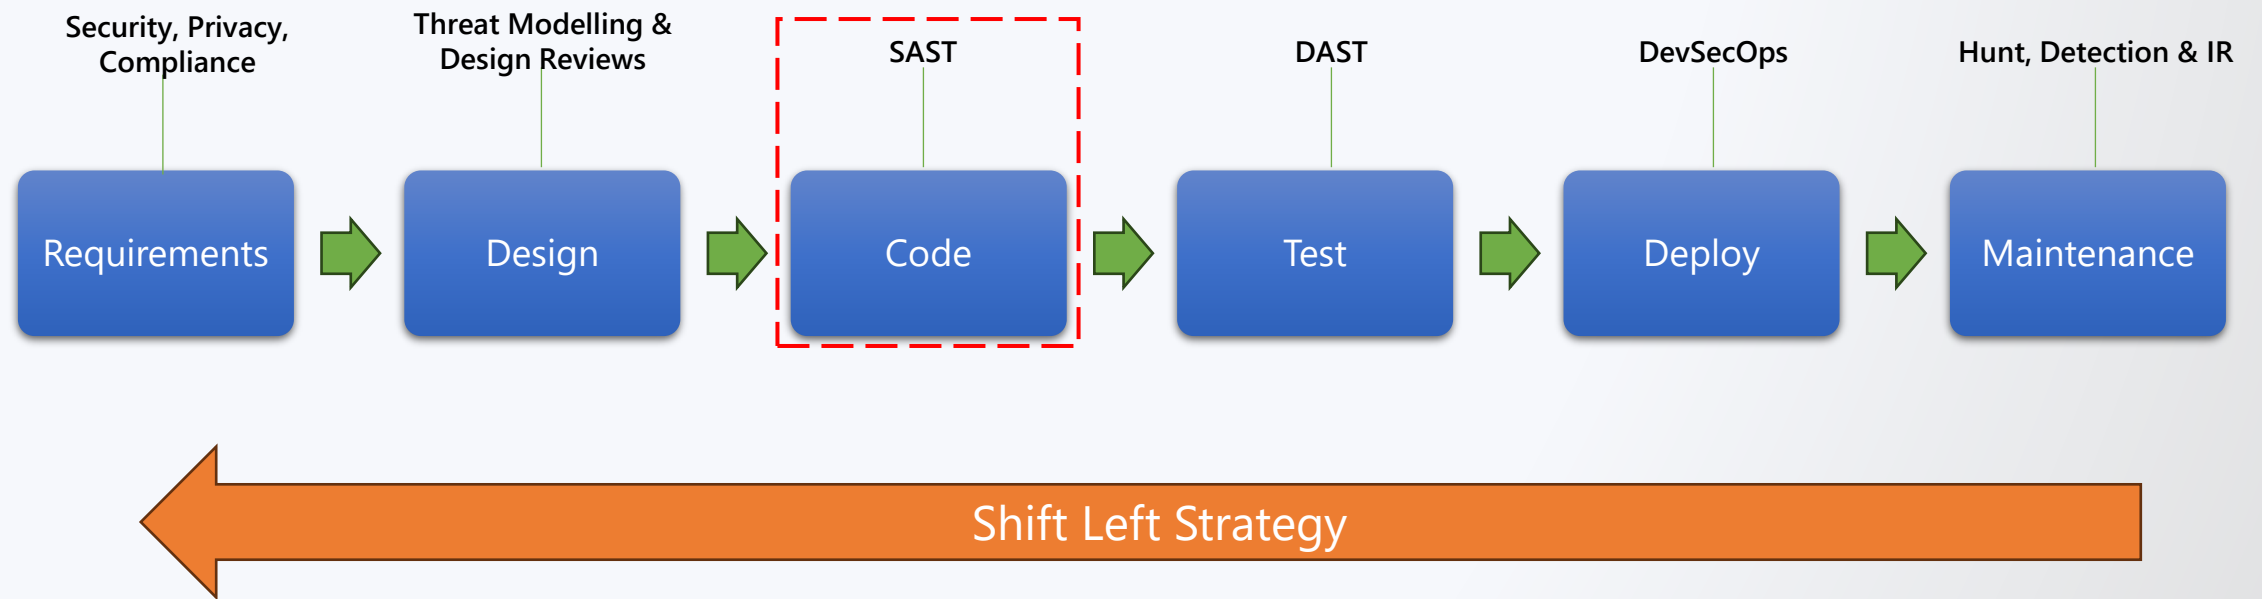 Security, Privacy,
Compliance
Threat Modelling &
Design Reviews
SAST
DAST
DevSecOps
Hunt, Detection & IR
Requirements
Design
Code
Test
Deploy
Maintenance
Shift Left Strategy